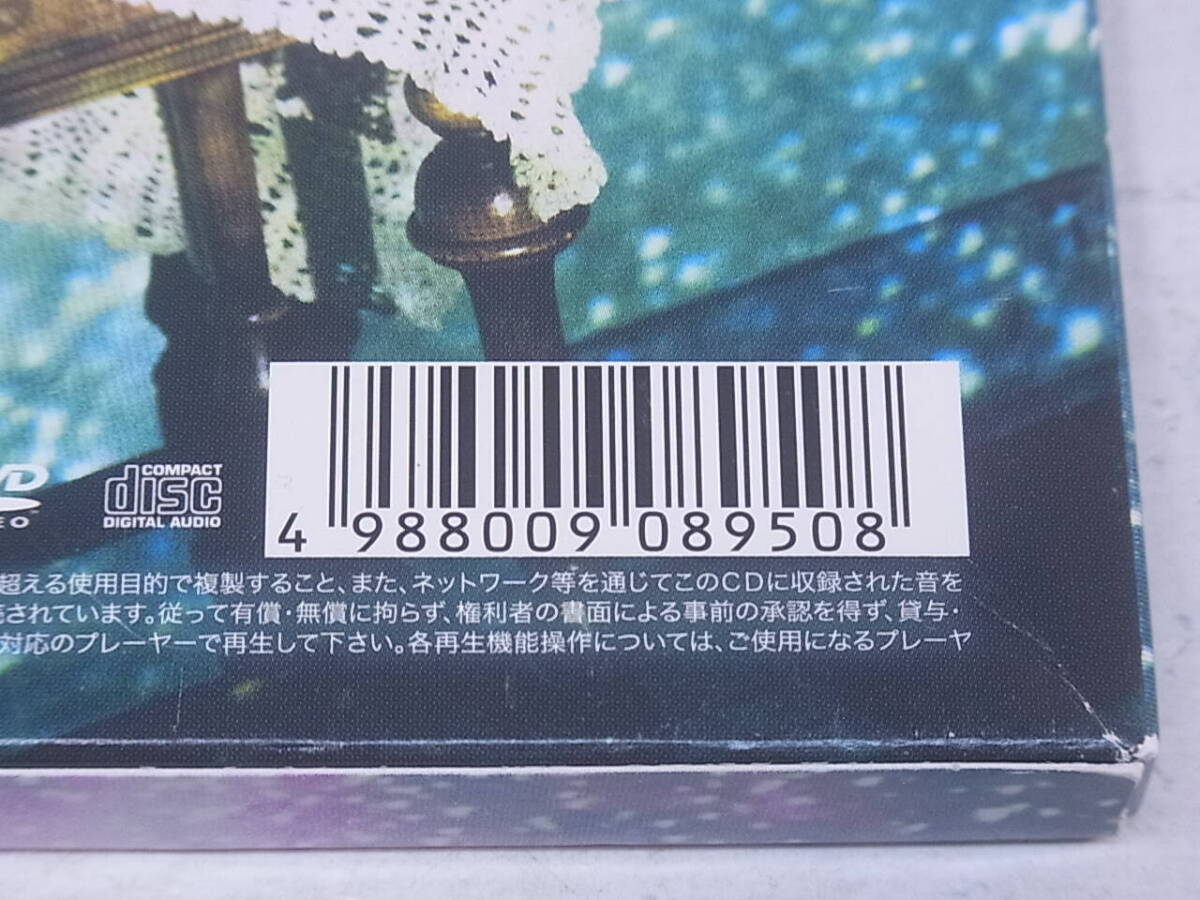 VD
COMPACT
disc
DIGITAL AUDIO
4 988009 089508
超える使用目的で複製すること、また、ネットワーク等を通じてこのCDに収録された音を
されています。従って有償・無償に拘らず、権利者の書面による事前の承認を得ず、貸与・
対応のプレーヤーで再生して下さい。各再生機能操作については、ご使用になるプレーヤ